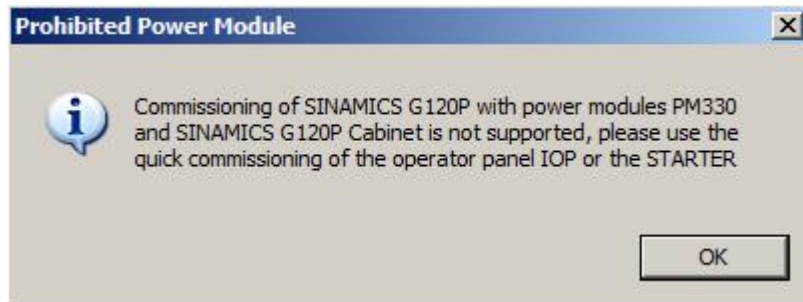 Prohibited Power Module
Commissioning of SINAMICS G120P with power modules PM330
and SINAMICS G120P Cabinet is not supported, please use the
quick commissioning of the operator panel IOP or the STARTER
OK